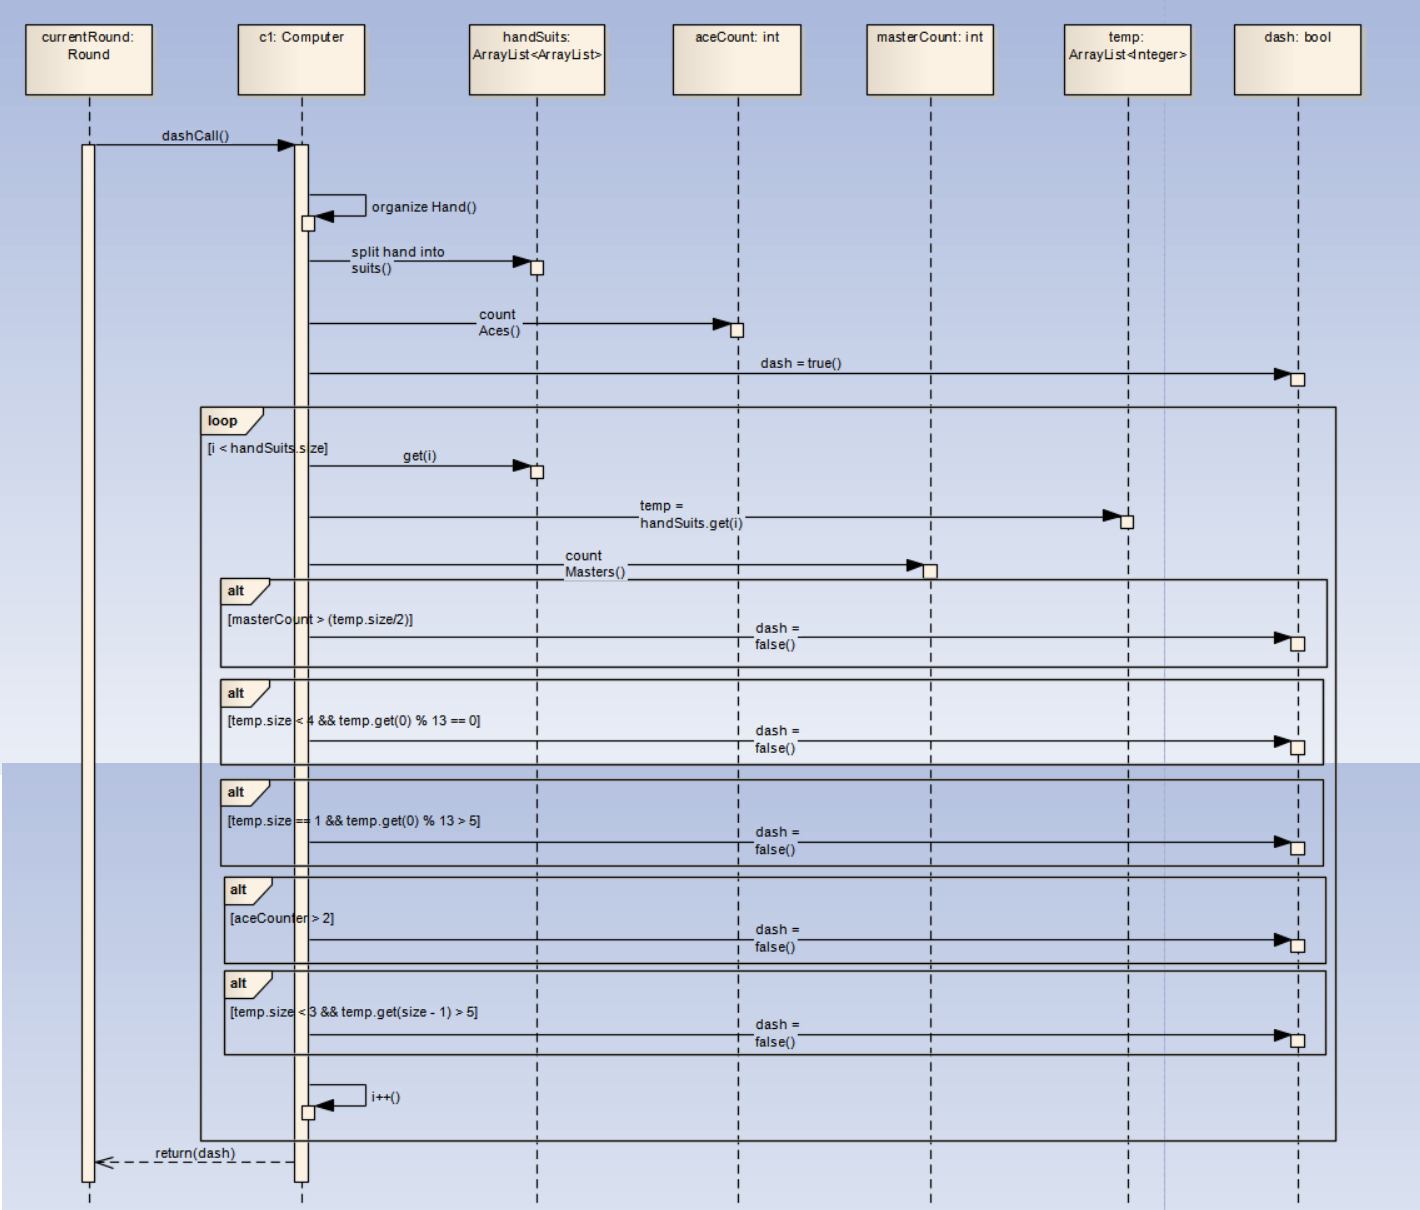 currentRound:
Round
c1: Computer
handSuits:
ArrayList<ArrayList>
aceCount: int
masterCount: int
temp:
ArrayList<Integer>
dash: bool
dashCall()
organize Hand()
split hand into
suits()
count
Aces()
dash = true()
loop
[i < handSuits.size]
get(i)
temp =
handSuits.get(i)
count
Masters()
alt
[masterCount > (temp.size/2)]
dash =
false()
alt
[temp.size < 4 && temp.get(0) % 13 == 0]
dash =
false()
alt
[temp.size == 1 && temp.get(0) % 13 > 5]
dash =
false()
alt
[aceCounter > 2]
dash =
false()
alt
[temp.size < 3 && temp.get(size - 1) > 5]
dash =
false()
i++()
return(dash)